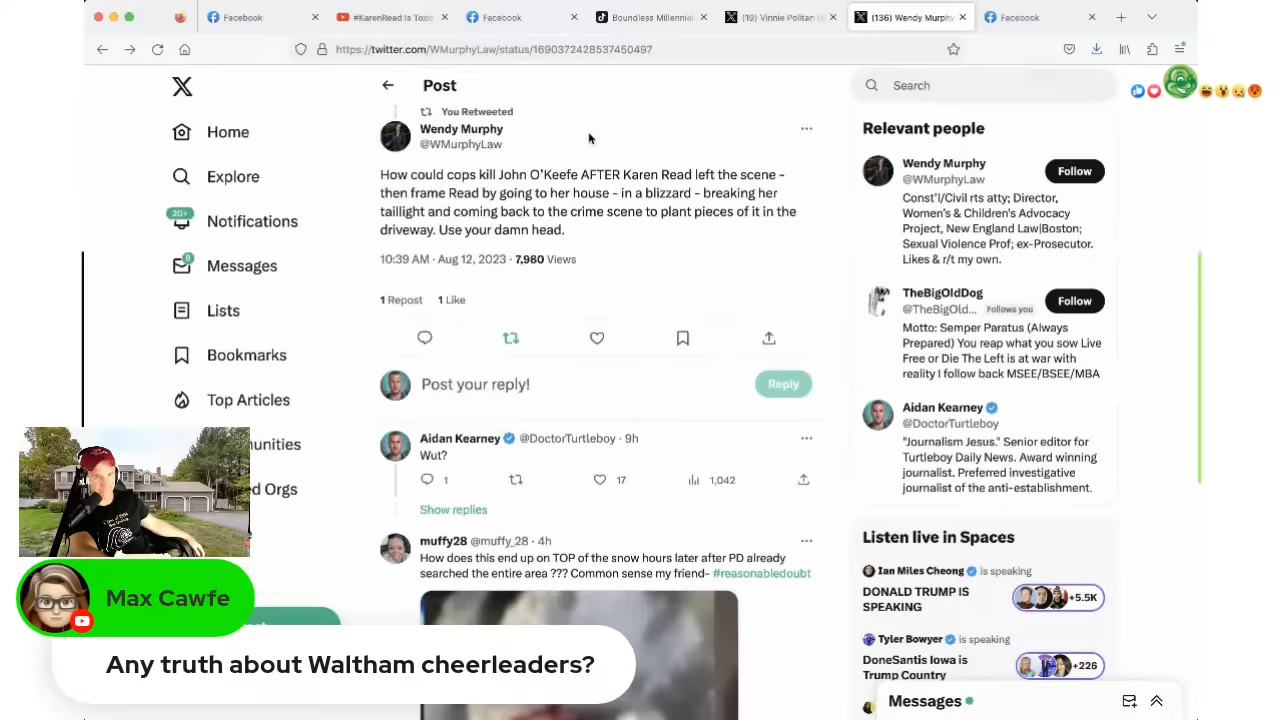 Facebook
#KarenRead Is Toxic
Facebook
Boundless Millennial
(19) Vinnie Politan (
(136) Wendy Murphy
Facebook
https://twitter.com/WMurphyLaw/status/1690372428537450497
Home
Explore
20+
Notifications
8
Messages
Lists
Bookmarks
Top Articles
unities
d Orgs
Post
You Retweeted
Wendy Murphy
@WMurphyLaw
How could cops kill John O'Keefe AFTER Karen Read left the scene -
then frame Read by going to her house - in a blizzard - breaking her
taillight and coming back to the crime scene to plant pieces of it in the
driveway. Use your damn head.
10:39 AM · Aug 12, 2023 · 7,980 Views
1 Repost 1 Like
Post your reply!
Reply
Aidan Kearney @DoctorTurtleboy · 9h
Wut?
1 17 1,042
Show replies
muffy28 @muffy_28 · 4h
How does this end up on TOP of the snow hours later after PD already
searched the entire area ??? Common sense my friend- #reasonabledoubt
Search
Relevant people
Wendy Murphy
@WMurphyLaw
Follow
Const'l/Civil rts atty; Director,
Women's & Children's Advocacy
Project, New England Law|Boston;
Sexual Violence Prof; ex-Prosecutor.
Likes & r/t my own.
TheBigOldDog
@TheBigOld... Follows you
Follow
Motto: Semper Paratus (Always
Prepared) You reap what you sow Live
Free or Die The Left is at war with
reality I follow back MSEE/BSEE/MBA
Aidan Kearney
@DoctorTurtleboy
"Journalism Jesus." Senior editor for
Turtleboy Daily News. Award winning
journalist. Preferred investigative
journalist of the anti-establishment.
Listen live in Spaces
Ian Miles Cheong is speaking
DONALD TRUMP IS
SPEAKING
+5.5K
Tyler Bowyer is speaking
DoneSantis Iowa is
Trump Country
+226
Messages
Max Cawfe
Any truth about Waltham cheerleaders?